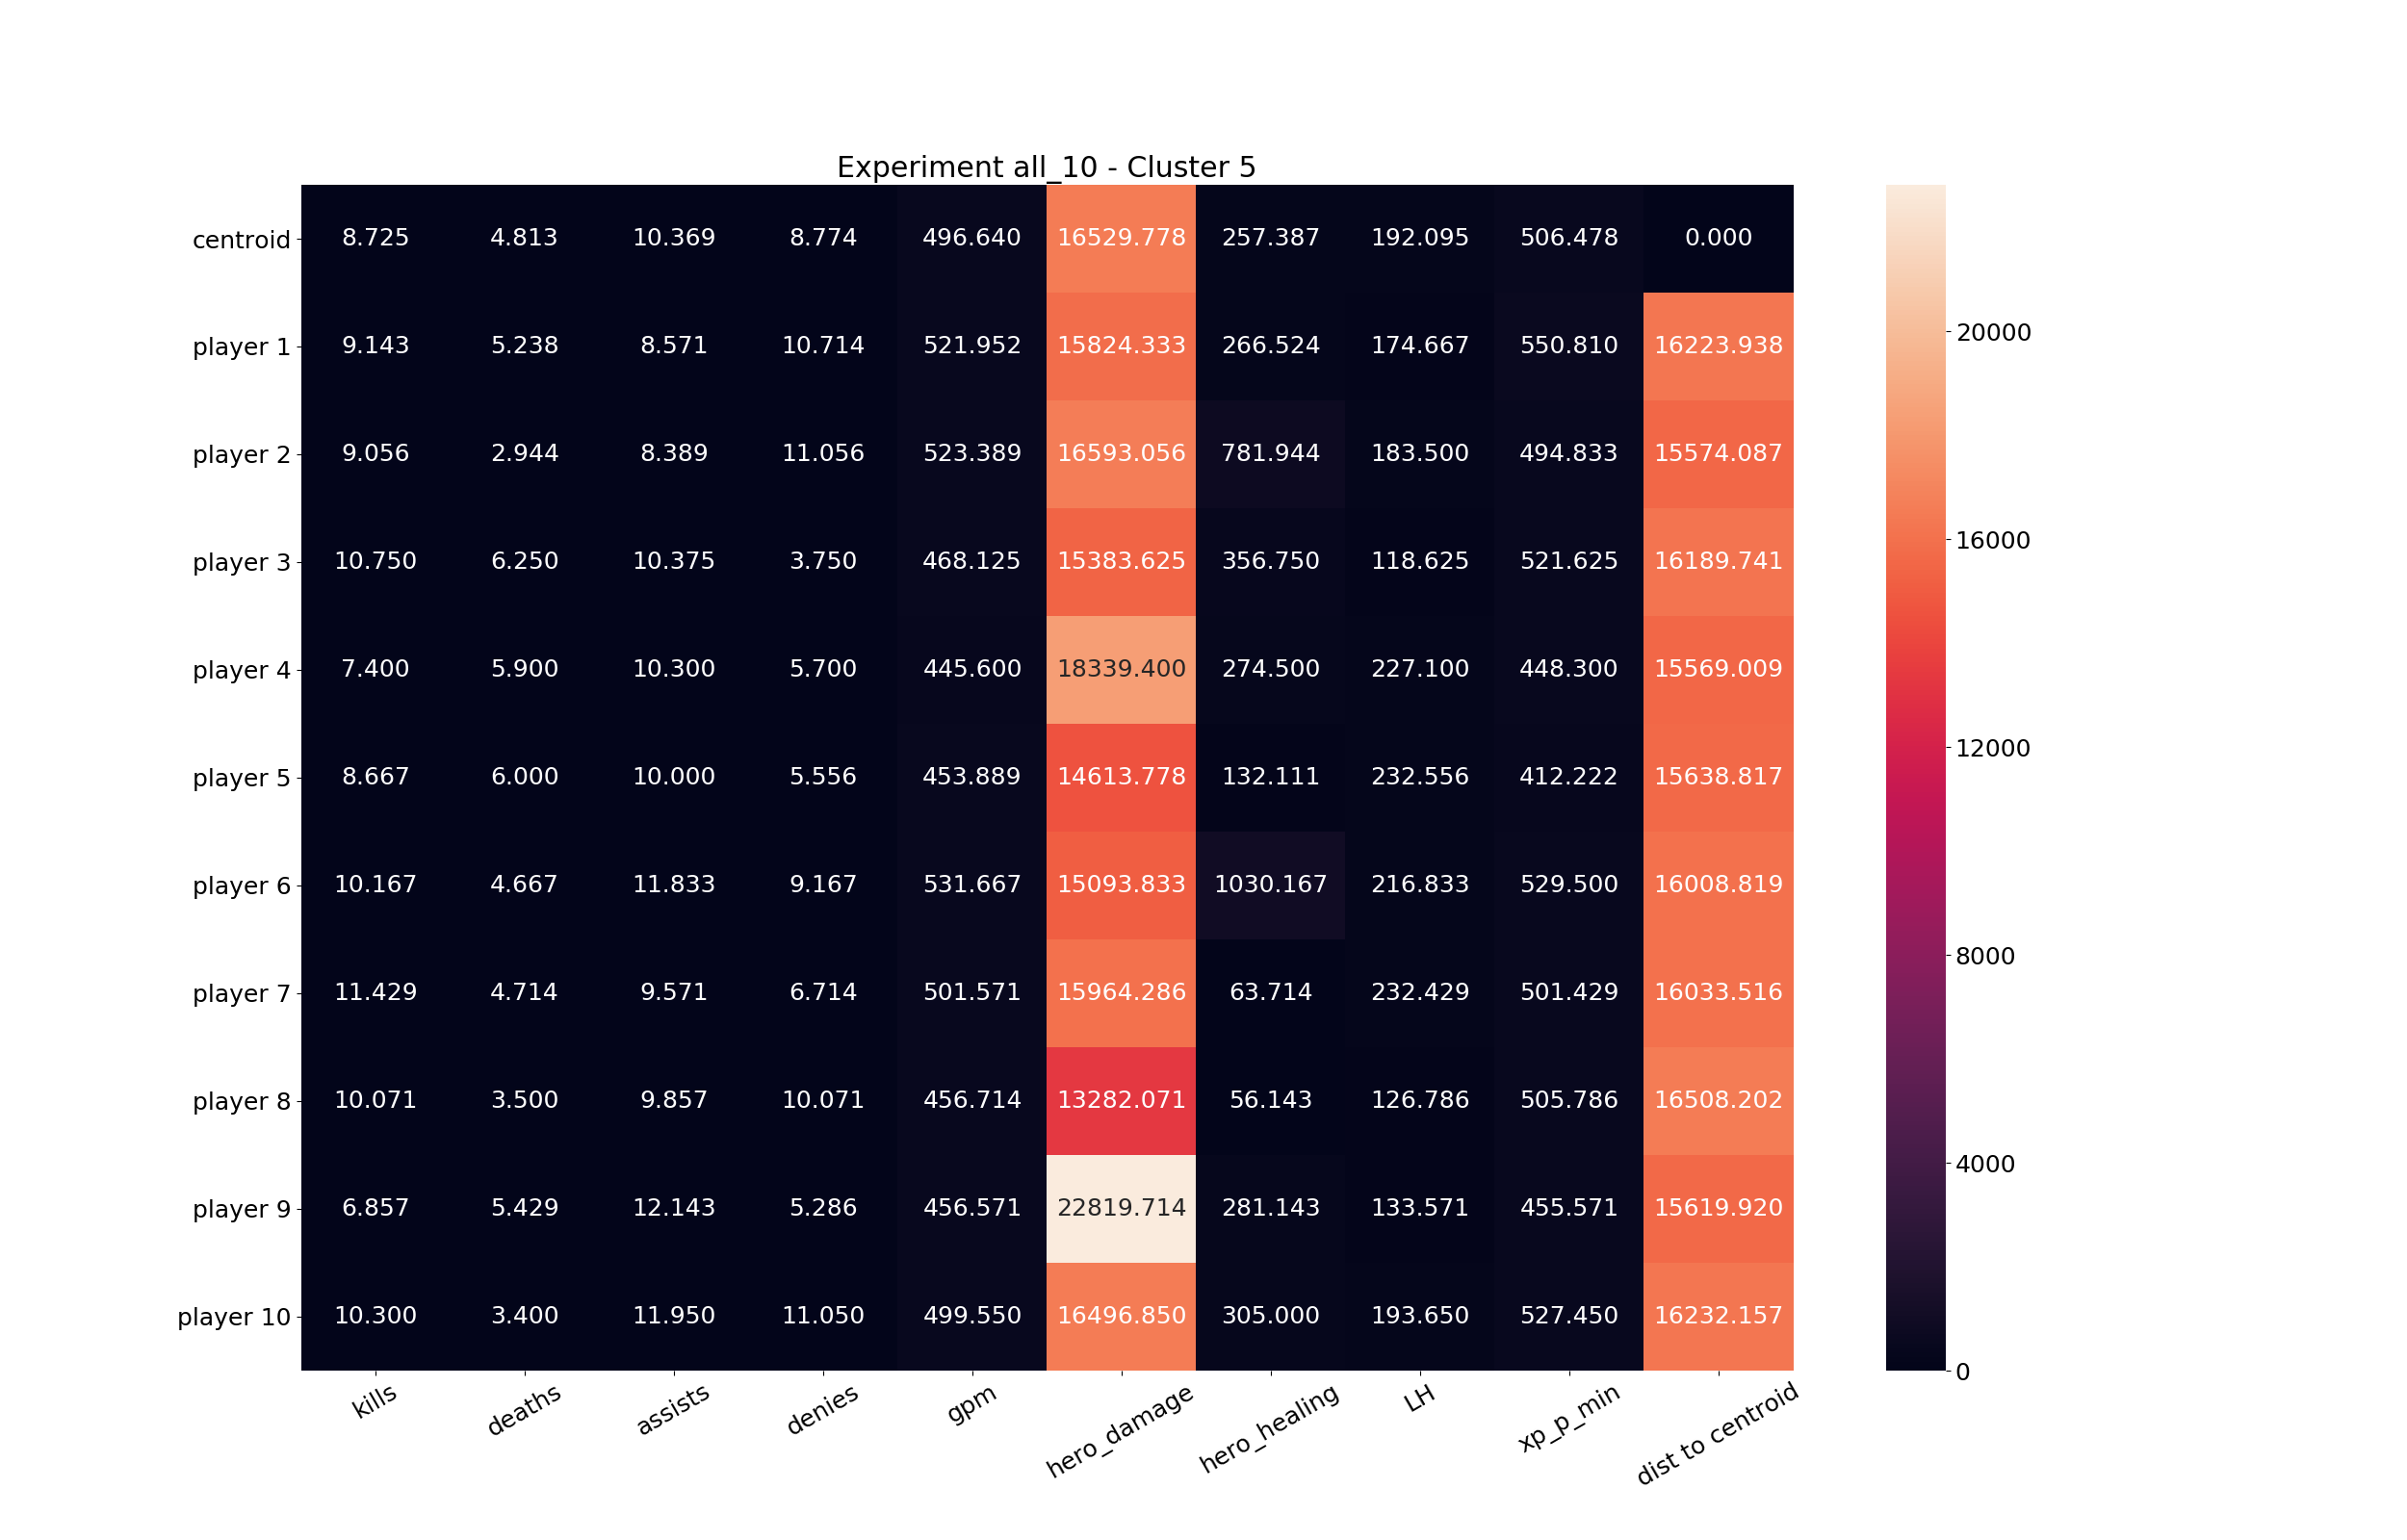 Experiment all_10 - Cluster 5
centroid 8.725 4.813 10.369 8.774 496.640 16529.778 257.387 192.095 506.478 0.000
player 1 9.143 5.238 8.571 10.714 521.952 15824.333 266.524 174.667 550.810 16223.938
player 2 9.056 2.944 8.389 11.056 523.389 16593.056 781.944 183.500 494.833 15574.087
player 3 10.750 6.250 10.375 3.750 468.125 15383.625 356.750 118.625 521.625 16189.741
player 4 7.400 5.900 10.300 5.700 445.600 18339.400 274.500 227.100 448.300 15569.009
player 5 8.667 6.000 10.000 5.556 453.889 14613.778 132.111 232.556 412.222 15638.817
player 6 10.167 4.667 11.833 9.167 531.667 15093.833 1030.167 216.833 529.500 16008.819
player 7 11.429 4.714 9.571 6.714 501.571 15964.286 63.714 232.429 501.429 16033.516
player 8 10.071 3.500 9.857 10.071 456.714 13282.071 56.143 126.786 505.786 16508.202
player 9 6.857 5.429 12.143 5.286 456.571 22819.714 281.143 133.571 455.571 15619.920
player 10 10.300 3.400 11.950 11.050 499.550 16496.850 305.000 193.650 527.450 16232.157
kills deaths assists denies gpm hero_damage hero_healing LH xp_p_min dist to centroid
20000
16000
12000
8000
4000
0